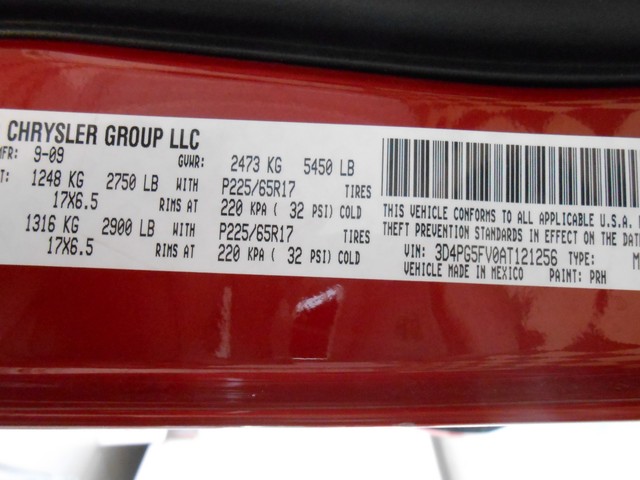 CHRYSLER GROUP LLC
MFR: 9-09 GVWR: 2473 KG 5450 LB
T: 1248 KG 2750 LB WITH P225/65R17 TIRES
17X6.5 RIMS AT 220 KPA ( 32 PSI) COLD
1316 KG 2900 LB WITH P225/65R17 TIRES
17X6.5 RIMS AT 220 KPA ( 32 PSI) COLD
THIS VEHICLE CONFORMS TO ALL APPLICABLE U.S.A.
THEFT PREVENTION STANDARDS IN EFFECT ON THE DAT
VIN: 3D4PG5FV0AT121256 TYPE: M
VEHICLE MADE IN MEXICO PAINT: PRH